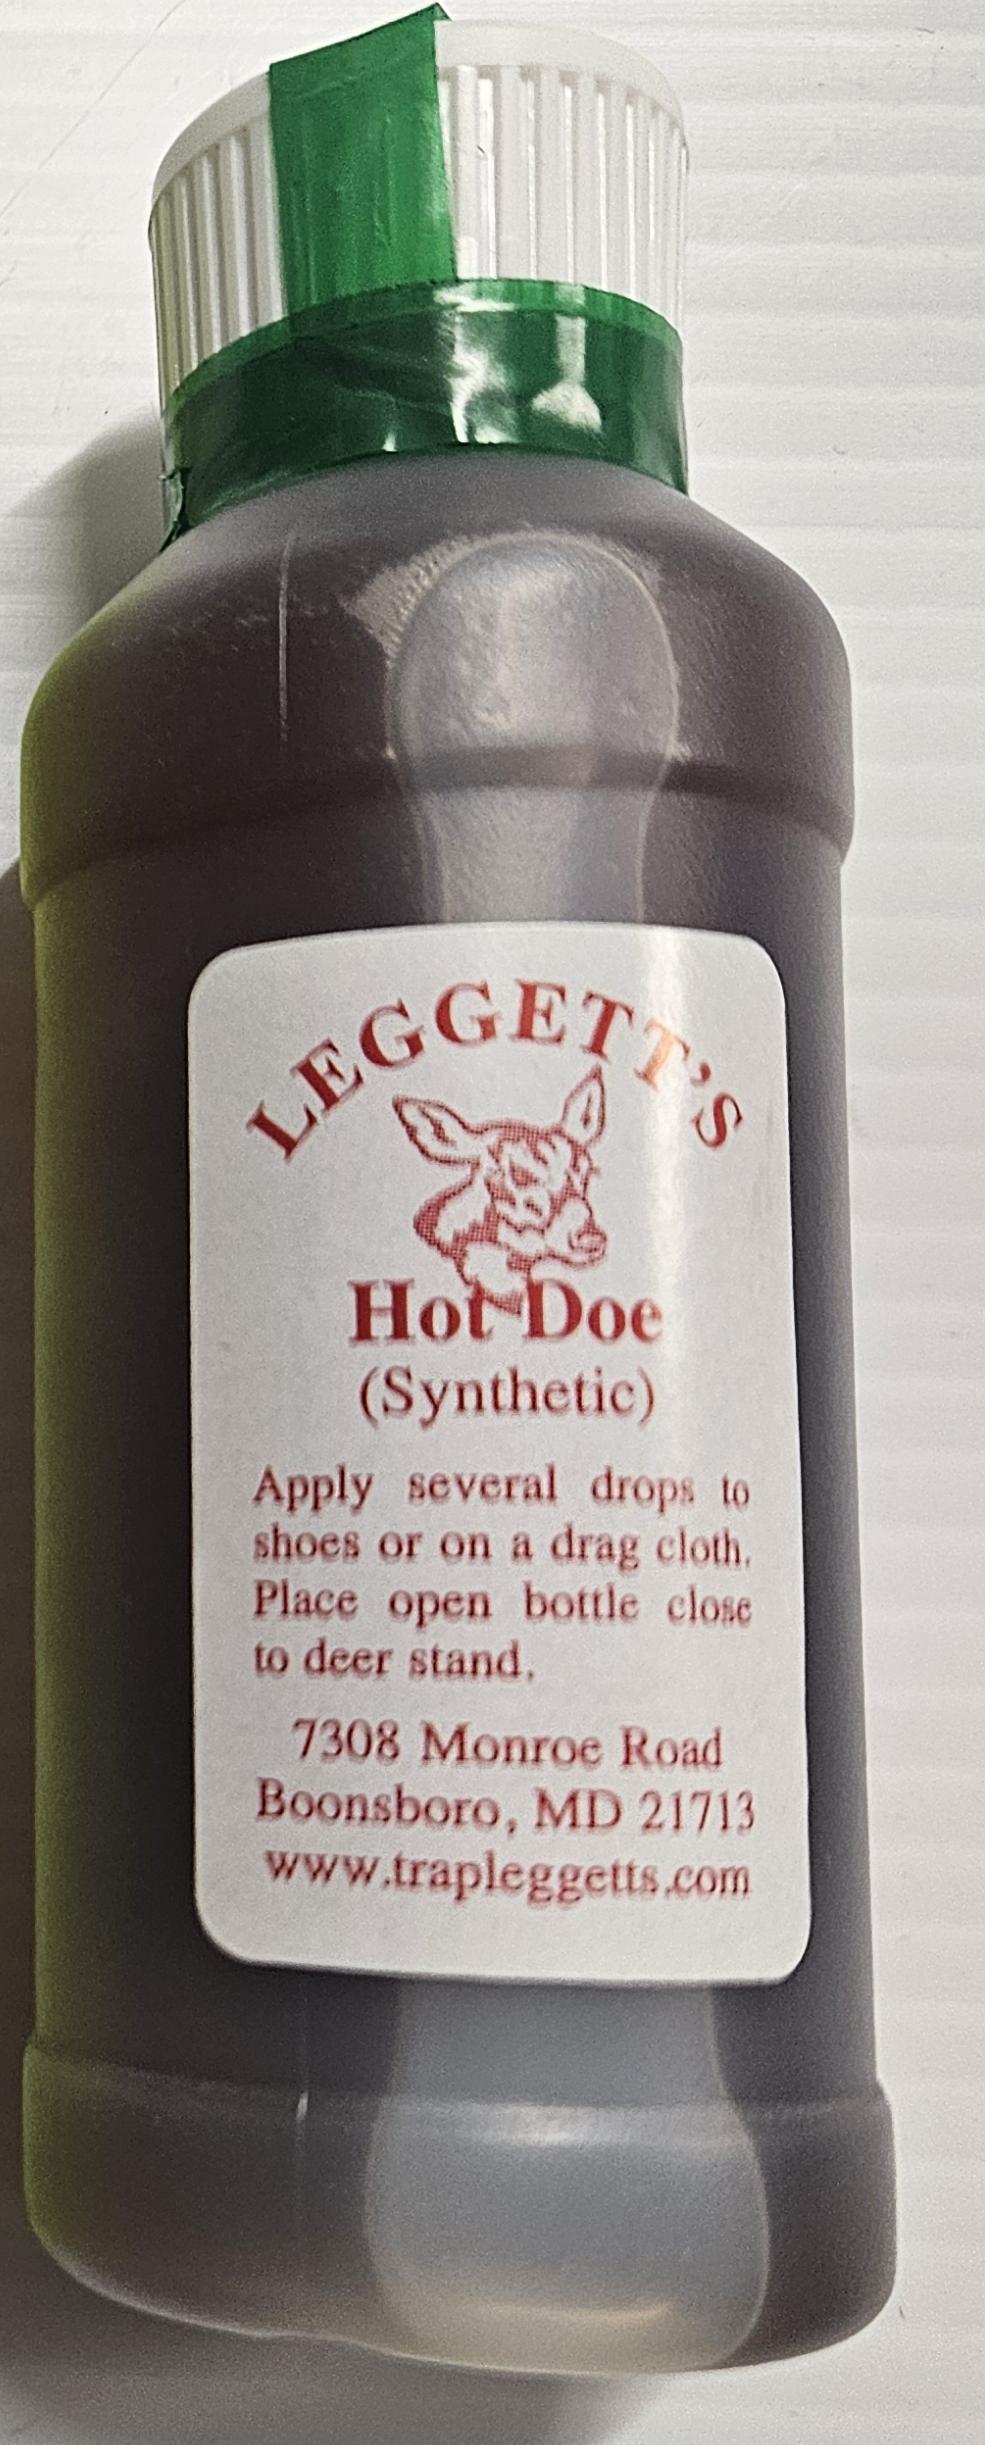 LEGGETT'S
Hot Doe
(Synthetic)
Apply several drops to
shoes or on a drag cloth.
Place open bottle close
to deer stand.
7308 Monroe Road
Boonsboro, MD 21713
www.trapleggetts.com